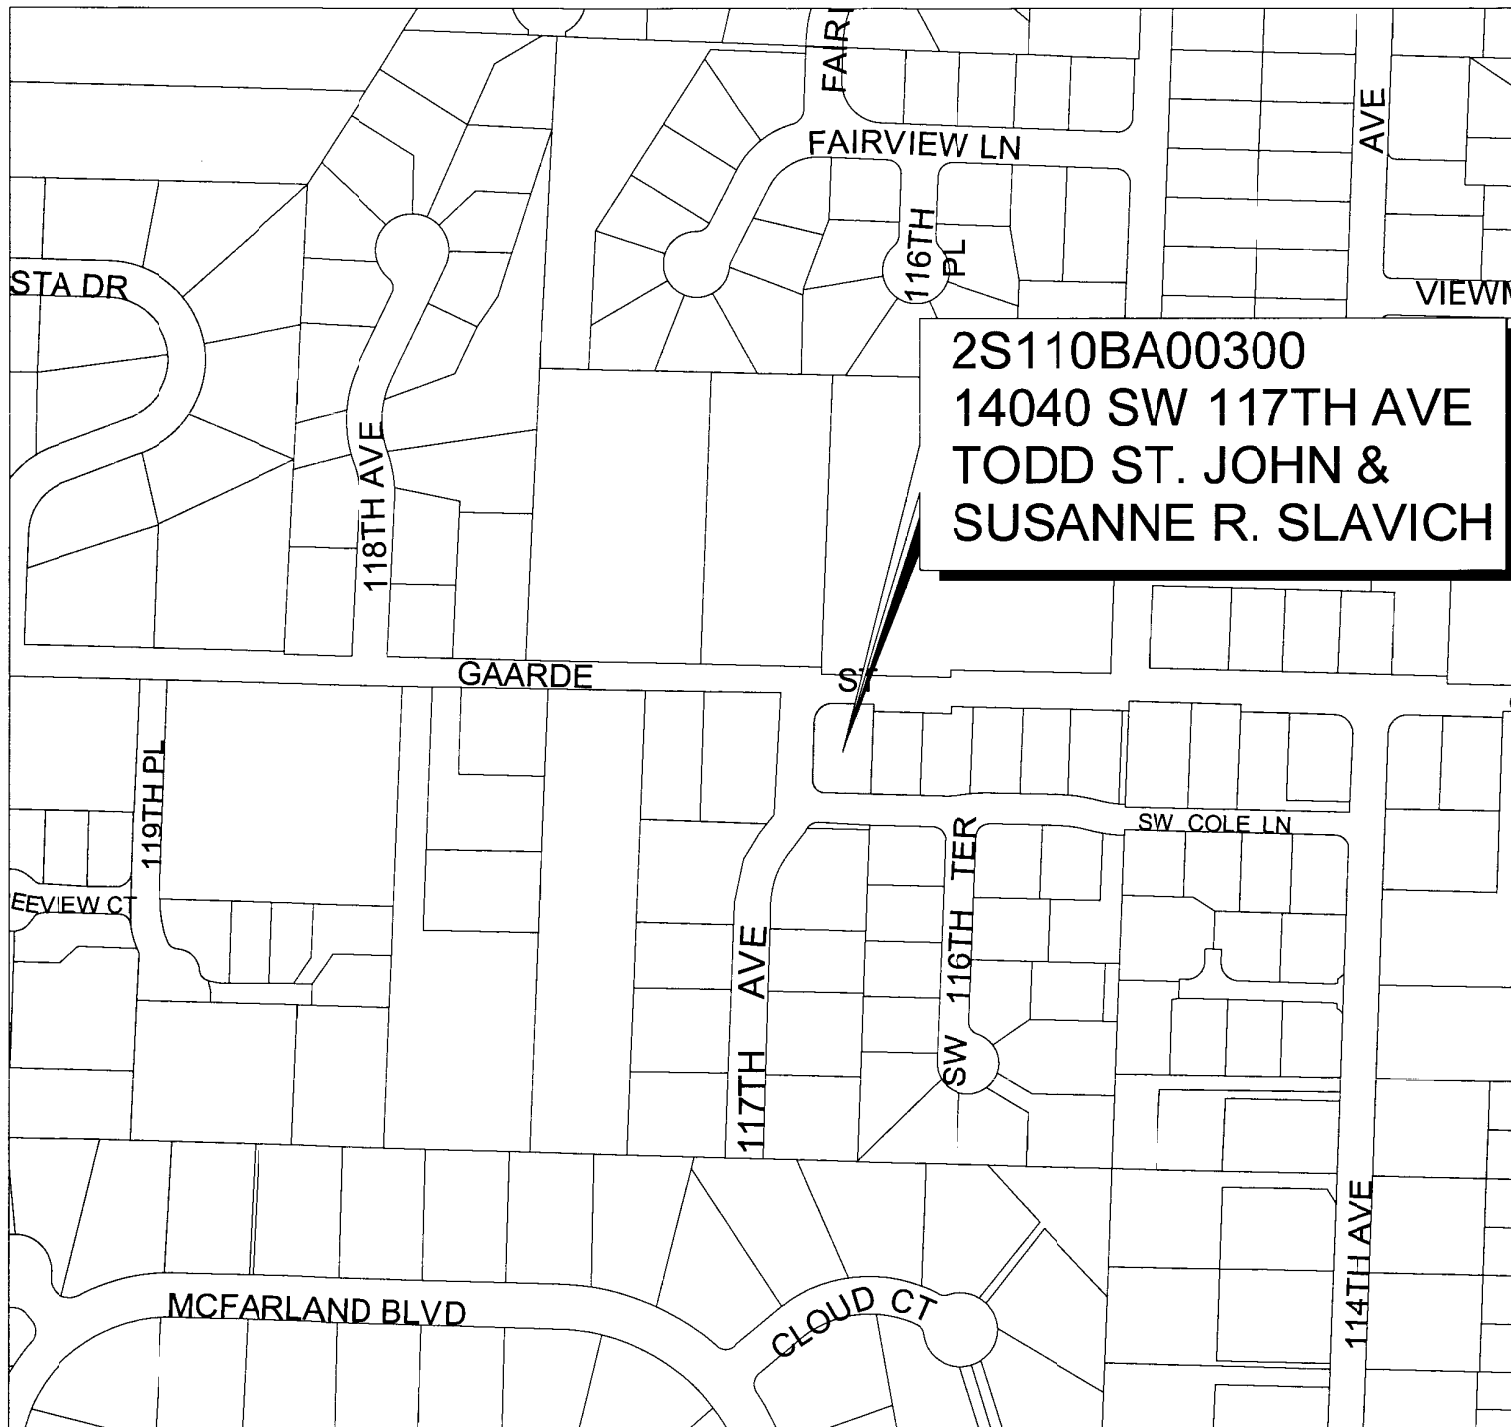 FAIR
AVE
FAIRVIEW LN
116TH
PL
STA DR
VIEWM
2S110BA00300
14040 SW 117TH AVE
TODD ST. JOHN &
SUSANNE R. SLAVICH
118TH AVE
GAARDE
ST
119TH PL
SW COLE LN
EEVIEW CT
117TH AVE
SW 116TH TER
114TH AVE
MCFARLAND BLVD
CLOUD CT